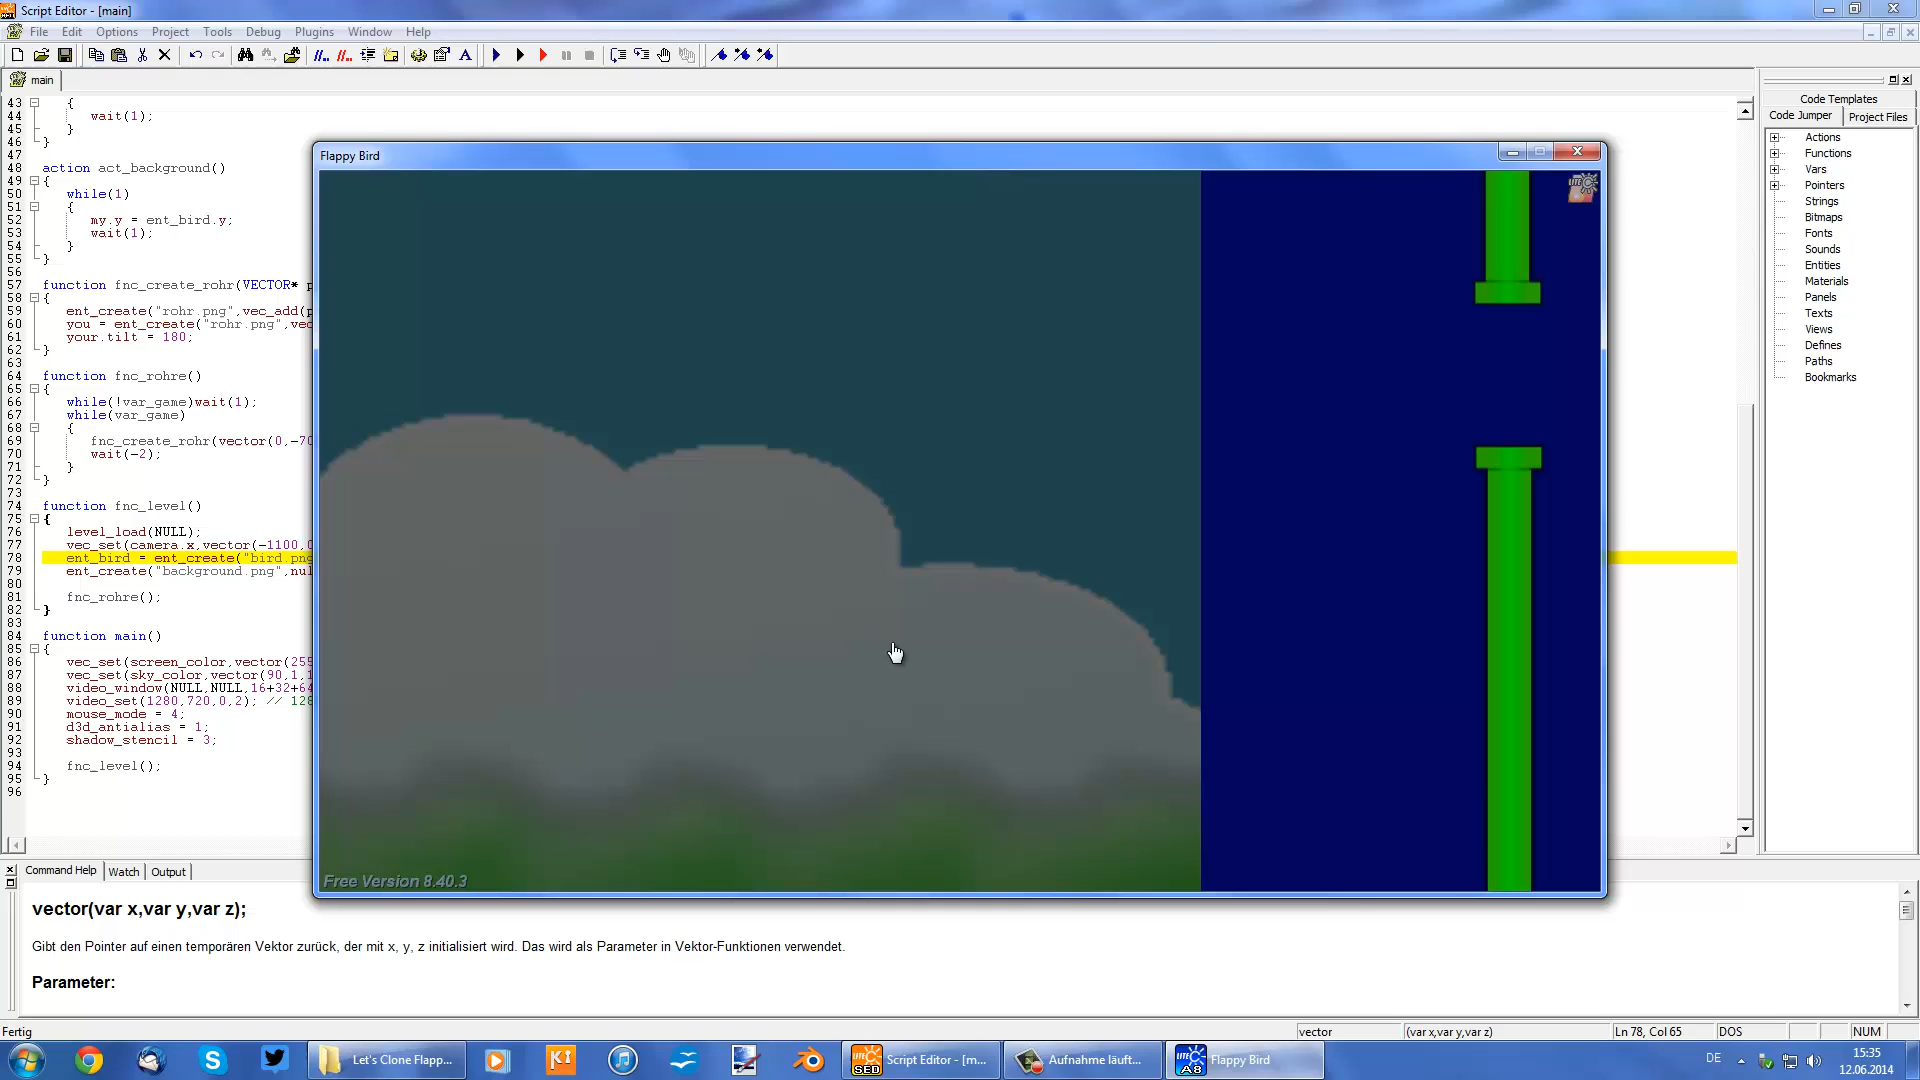 Script Editor - [main]
File Edit Options Project Tools Debug Plugins Window Help
main
43 {
44 wait(1);
45 }
46 }
47
48 action act_background()
49 {
50 while(1)
51 {
52 my.y = ent_bird.y;
53 wait(1);
54 }
55 }
56
57 function fnc_create_rohr(VECTOR* p
58 {
59 ent_create("rohr.png",vec_add(p
60 you = ent_create("rohr.png",vec
61 your.tilt = 180;
62 }
63
64 function fnc_rohre()
65 {
66 while(!var_game)wait(1);
67 while(var_game)
68 {
69 fnc_create_rohr(vector(0,-70
70 wait(-2);
71 }
72 }
73
74 function fnc_level()
75 {
76 level_load(NULL);
77 vec_set(camera.x,vector(-1100,0
78 ent_bird = ent_create("bird.png
79 ent_create("background.png",nul
80
81 fnc_rohre();
82 }
83
84 function main()
85 {
86 vec_set(screen_color,vector(255
87 vec_set(sky_color,vector(90,1,1
88 video_window(NULL,NULL,16+32+64
89 video_set(1280,720,0,2); // 128
90 mouse_mode = 4;
91 d3d_antialias = 1;
92 shadow_stencil = 3;
93
94 fnc_level();
95 }
96
Flappy Bird
LITE
Free Version 8.40.3
Code Templates
Code Jumper Project Files
Actions
Functions
Vars
Pointers
Strings
Bitmaps
Fonts
Sounds
Entities
Materials
Panels
Texts
Views
Defines
Paths
Bookmarks
Command Help Watch Output
vector(var x,var y,var z);
Gibt den Pointer auf einen temporären Vektor zurück, der mit x, y, z initialisiert wird. Das wird als Parameter in Vektor-Funktionen verwendet.
Parameter:
Fertig vector (var x,var y,var z) Ln 78, Col 65 DOS NUM
Let's Clone Flapp... Script Editor - [m... Aufnahme läuft... Flappy Bird DE 15:35
12.06.2014